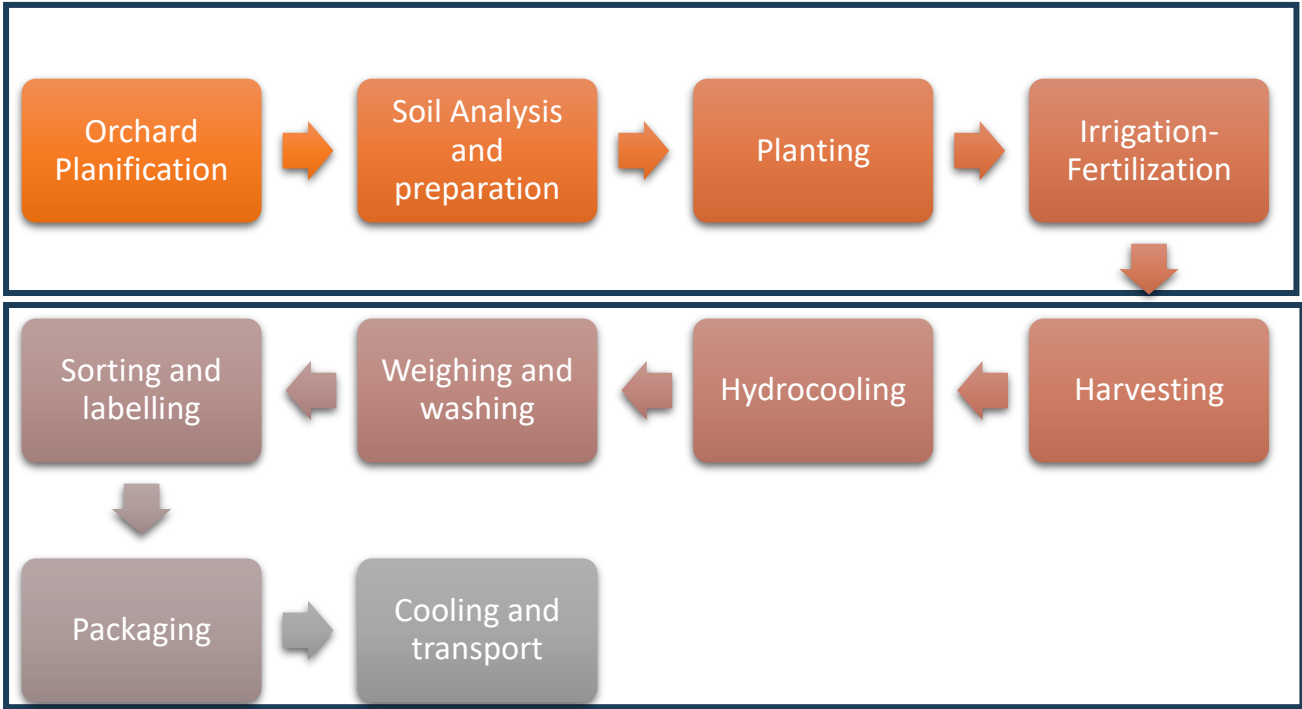 Orchard
Planification
Soil Analysis
and
preparation
Planting
Irrigation-
Fertilization
Harvesting
Hydrocooling
Weighing and
washing
Sorting and
labelling
Packaging
Cooling and
transport